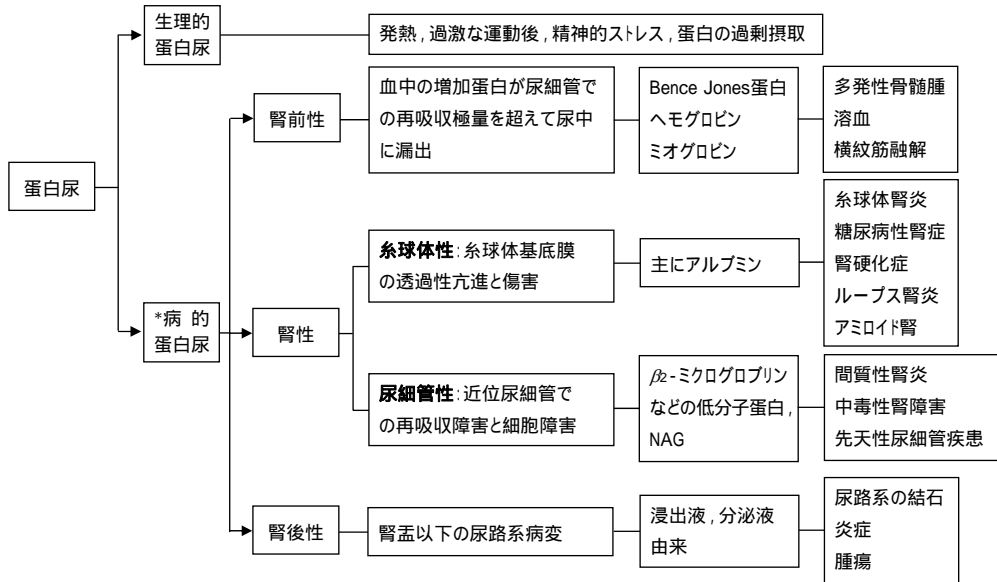 生理的
蛋白尿
発熱，過激な運動後，精神的ストレス，蛋白の過剰摂取
蛋白尿
*病 的
蛋白尿
腎前性
血中の増加蛋白が尿細管で
の再吸収極量を超えて尿中
に漏出
Bence Jones蛋白
ヘモグロビン
ミオグロビン
多発性骨髄腫
溶血
横紋筋融解
腎性
糸球体性：糸球体基底膜
の透過性亢進と傷害
主にアルブミン
糸球体腎炎
糖尿病性腎症
腎硬化症
ループス腎炎
アミロイド腎
尿細管性：近位尿細管で
の再吸収障害と細胞障害
β2-ミクログロブリン
などの低分子蛋白，
NAG
間質性腎炎
中毒性腎障害
先天性尿細管疾患
腎後性
腎盂以下の尿路系病変
浸出液，分泌液
由来
尿路系の結石
炎症
腫瘍